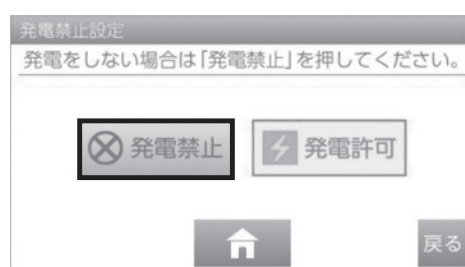 発電禁止設定
発電をしない場合は「発電禁止」を押してください。
発電禁止
発電許可
戻る